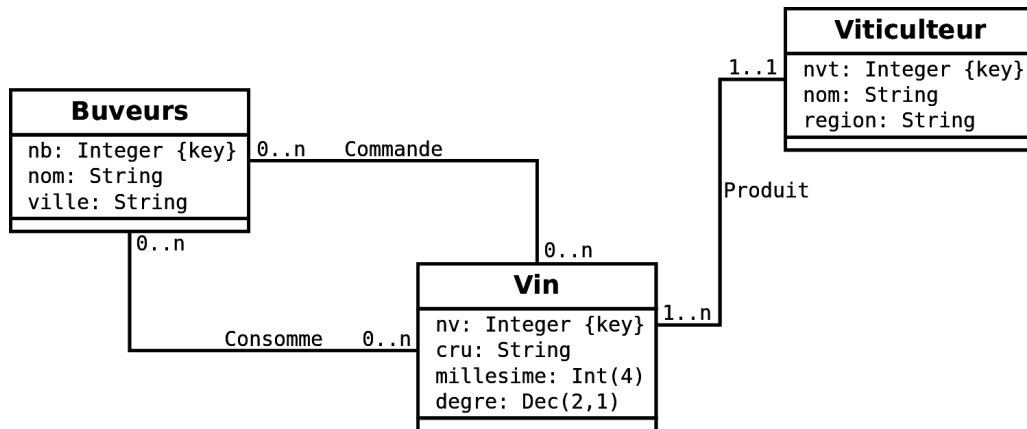 Viticulteur
nvt: Integer {key}
nom: String
region: String
1..1
Buveurs
nb: Integer {key}
nom: String
ville: String
0..n
Commande
0..n
Produit
0..n
Vin
nv: Integer {key}
cru: String
millesime: Int(4)
degre: Dec(2,1)
1..n
Consomme
0..n